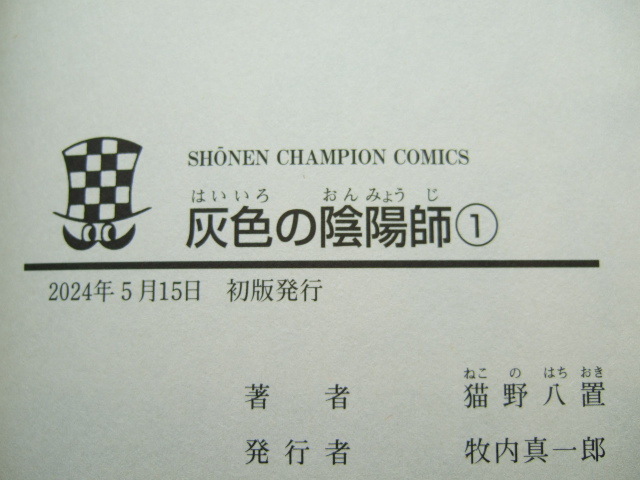 SHŌNEN CHAMPION COMICS
はいいろ おんみょうじ
灰色の陰陽師①
2024年5月15日 初版発行
ねこ の はち おき
著者 猫野八置
発行者 牧内真一郎